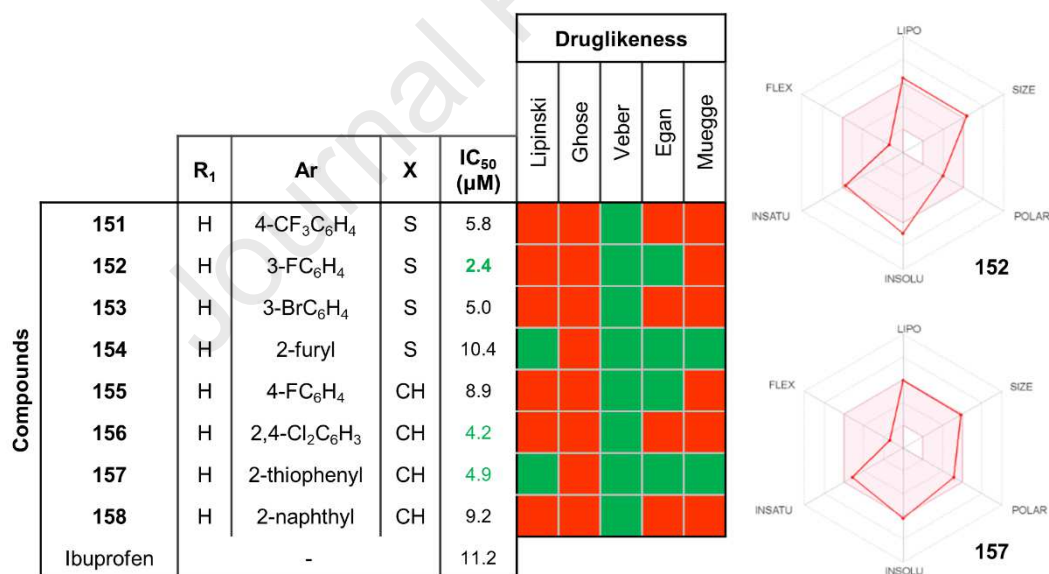 Journal P
Druglikeness
Lipinski Ghose Veber Egan Muegge
R₁ Ar X IC₅₀ (µM)
Compounds
151 H 4-CF₃C₆H₄ S 5.8
152 H 3-FC₆H₄ S 2.4
153 H 3-BrC₆H₄ S 5.0
154 H 2-furyl S 10.4
155 H 4-FC₆H₄ CH 8.9
156 H 2,4-Cl₂C₆H₃ CH 4.2
157 H 2-thiophenyl CH 4.9
158 H 2-naphthyl CH 9.2
Ibuprofen - 11.2
LIPO
FLEX SIZE
INSATU POLAR
INSOLU
152
LIPO
FLEX SIZE
INSATU POLAR
INSOLU
157